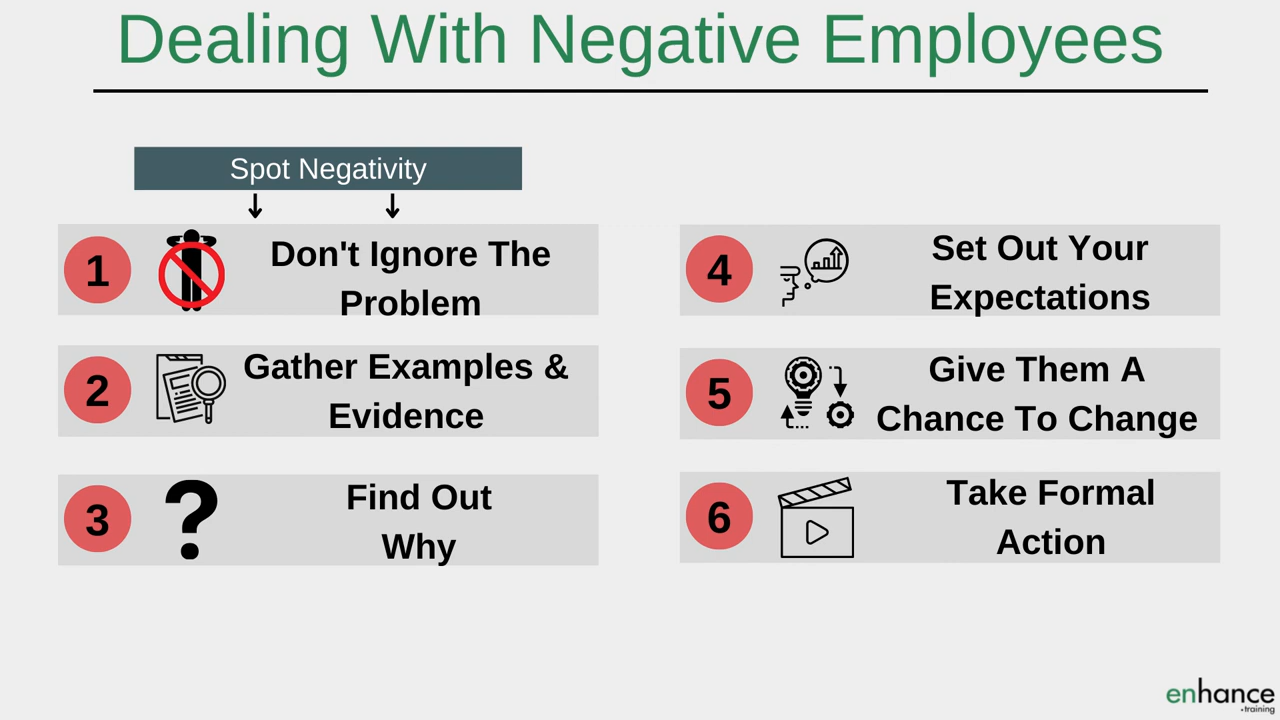 Dealing With Negative Employees
Spot Negativity
1
Don't Ignore The
Problem
2
Gather Examples &
Evidence
3
?
Find Out
Why
4
Set Out Your
Expectations
5
Give Them A
Chance To Change
6
Take Formal
Action
enhance
training